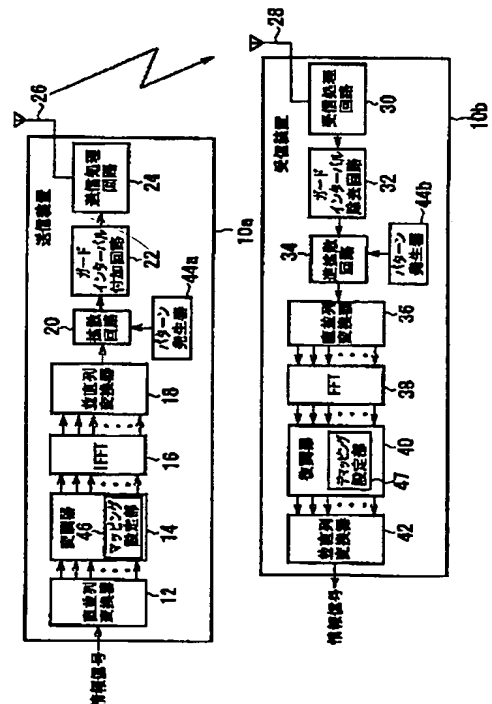 送信装置
10a
情報信号
直並列
変換器
12
変調器
46
マッピング
設定部
14
IFFT
16
並直列
変換器
18
拡散
回路
20
パターン
発生器
44a
ガード
インターバル
付加回路
22
送信処理
回路
24
26
受信装置
10b
28
受信処理
回路
30
ガード
インターバル
除去回路
32
逆拡散
回路
34
パターン
発生器
44b
直並列
変換器
36
FFT
38
復調器
40
デマッピング
設定部
47
並直列
変換器
42
情報信号